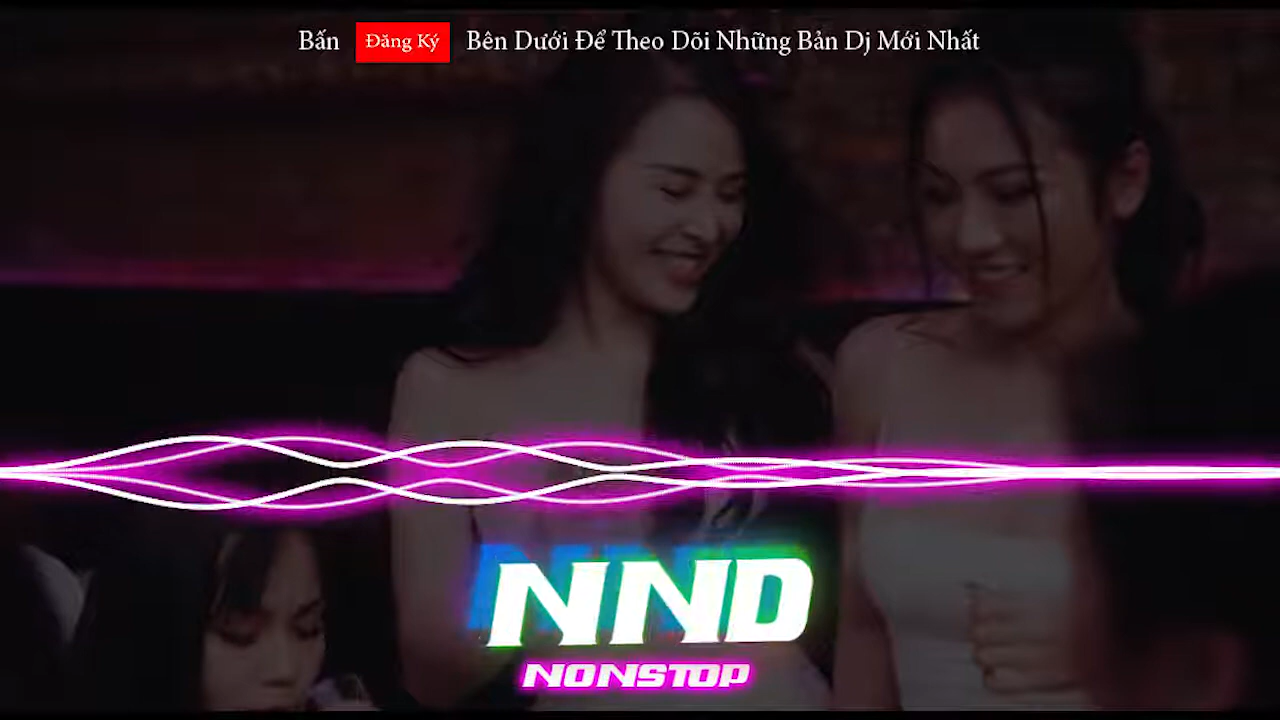 Bấn Đăng Ký Bên Dưới Để Theo Dõi Những Bản Dj Mới Nhất
NND
NONSTOP